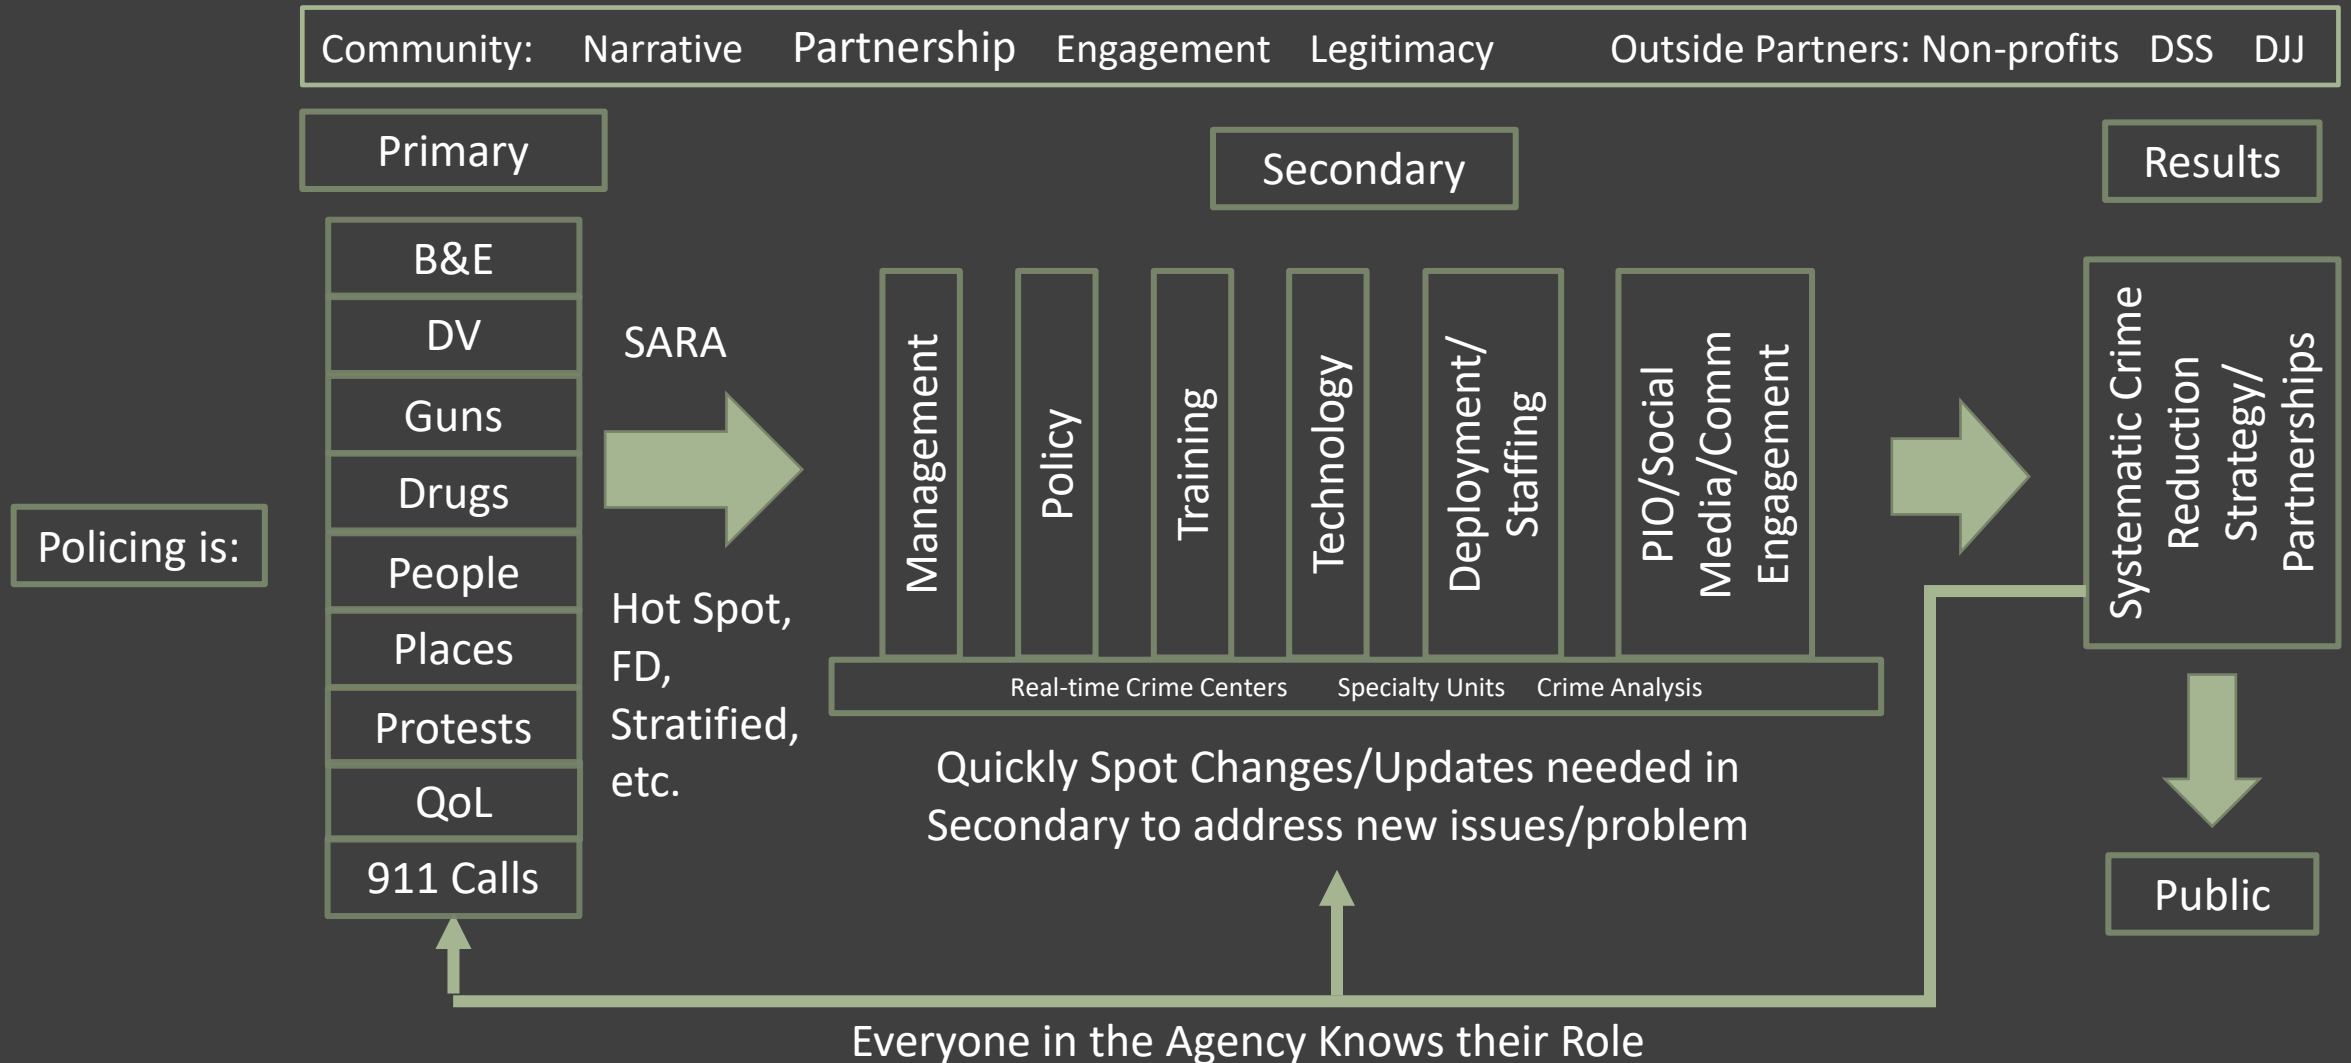 Community: Narrative Partnership Engagement Legitimacy Outside Partners: Non-profits DSS DJJ
Primary
Secondary
Results
Policing is:
B&E
DV
Guns
Drugs
People
Places
Protests
QoL
911 Calls
SARA
Hot Spot,
FD,
Stratified,
etc.
Management
Policy
Training
Technology
Deployment/
Staffing
PIO/Social
Media/Comm
Engagement
Real-time Crime Centers Specialty Units Crime Analysis
Quickly Spot Changes/Updates needed in
Secondary to address new issues/problem
Systematic Crime
Reduction
Strategy/
Partnerships
Public
Everyone in the Agency Knows their Role